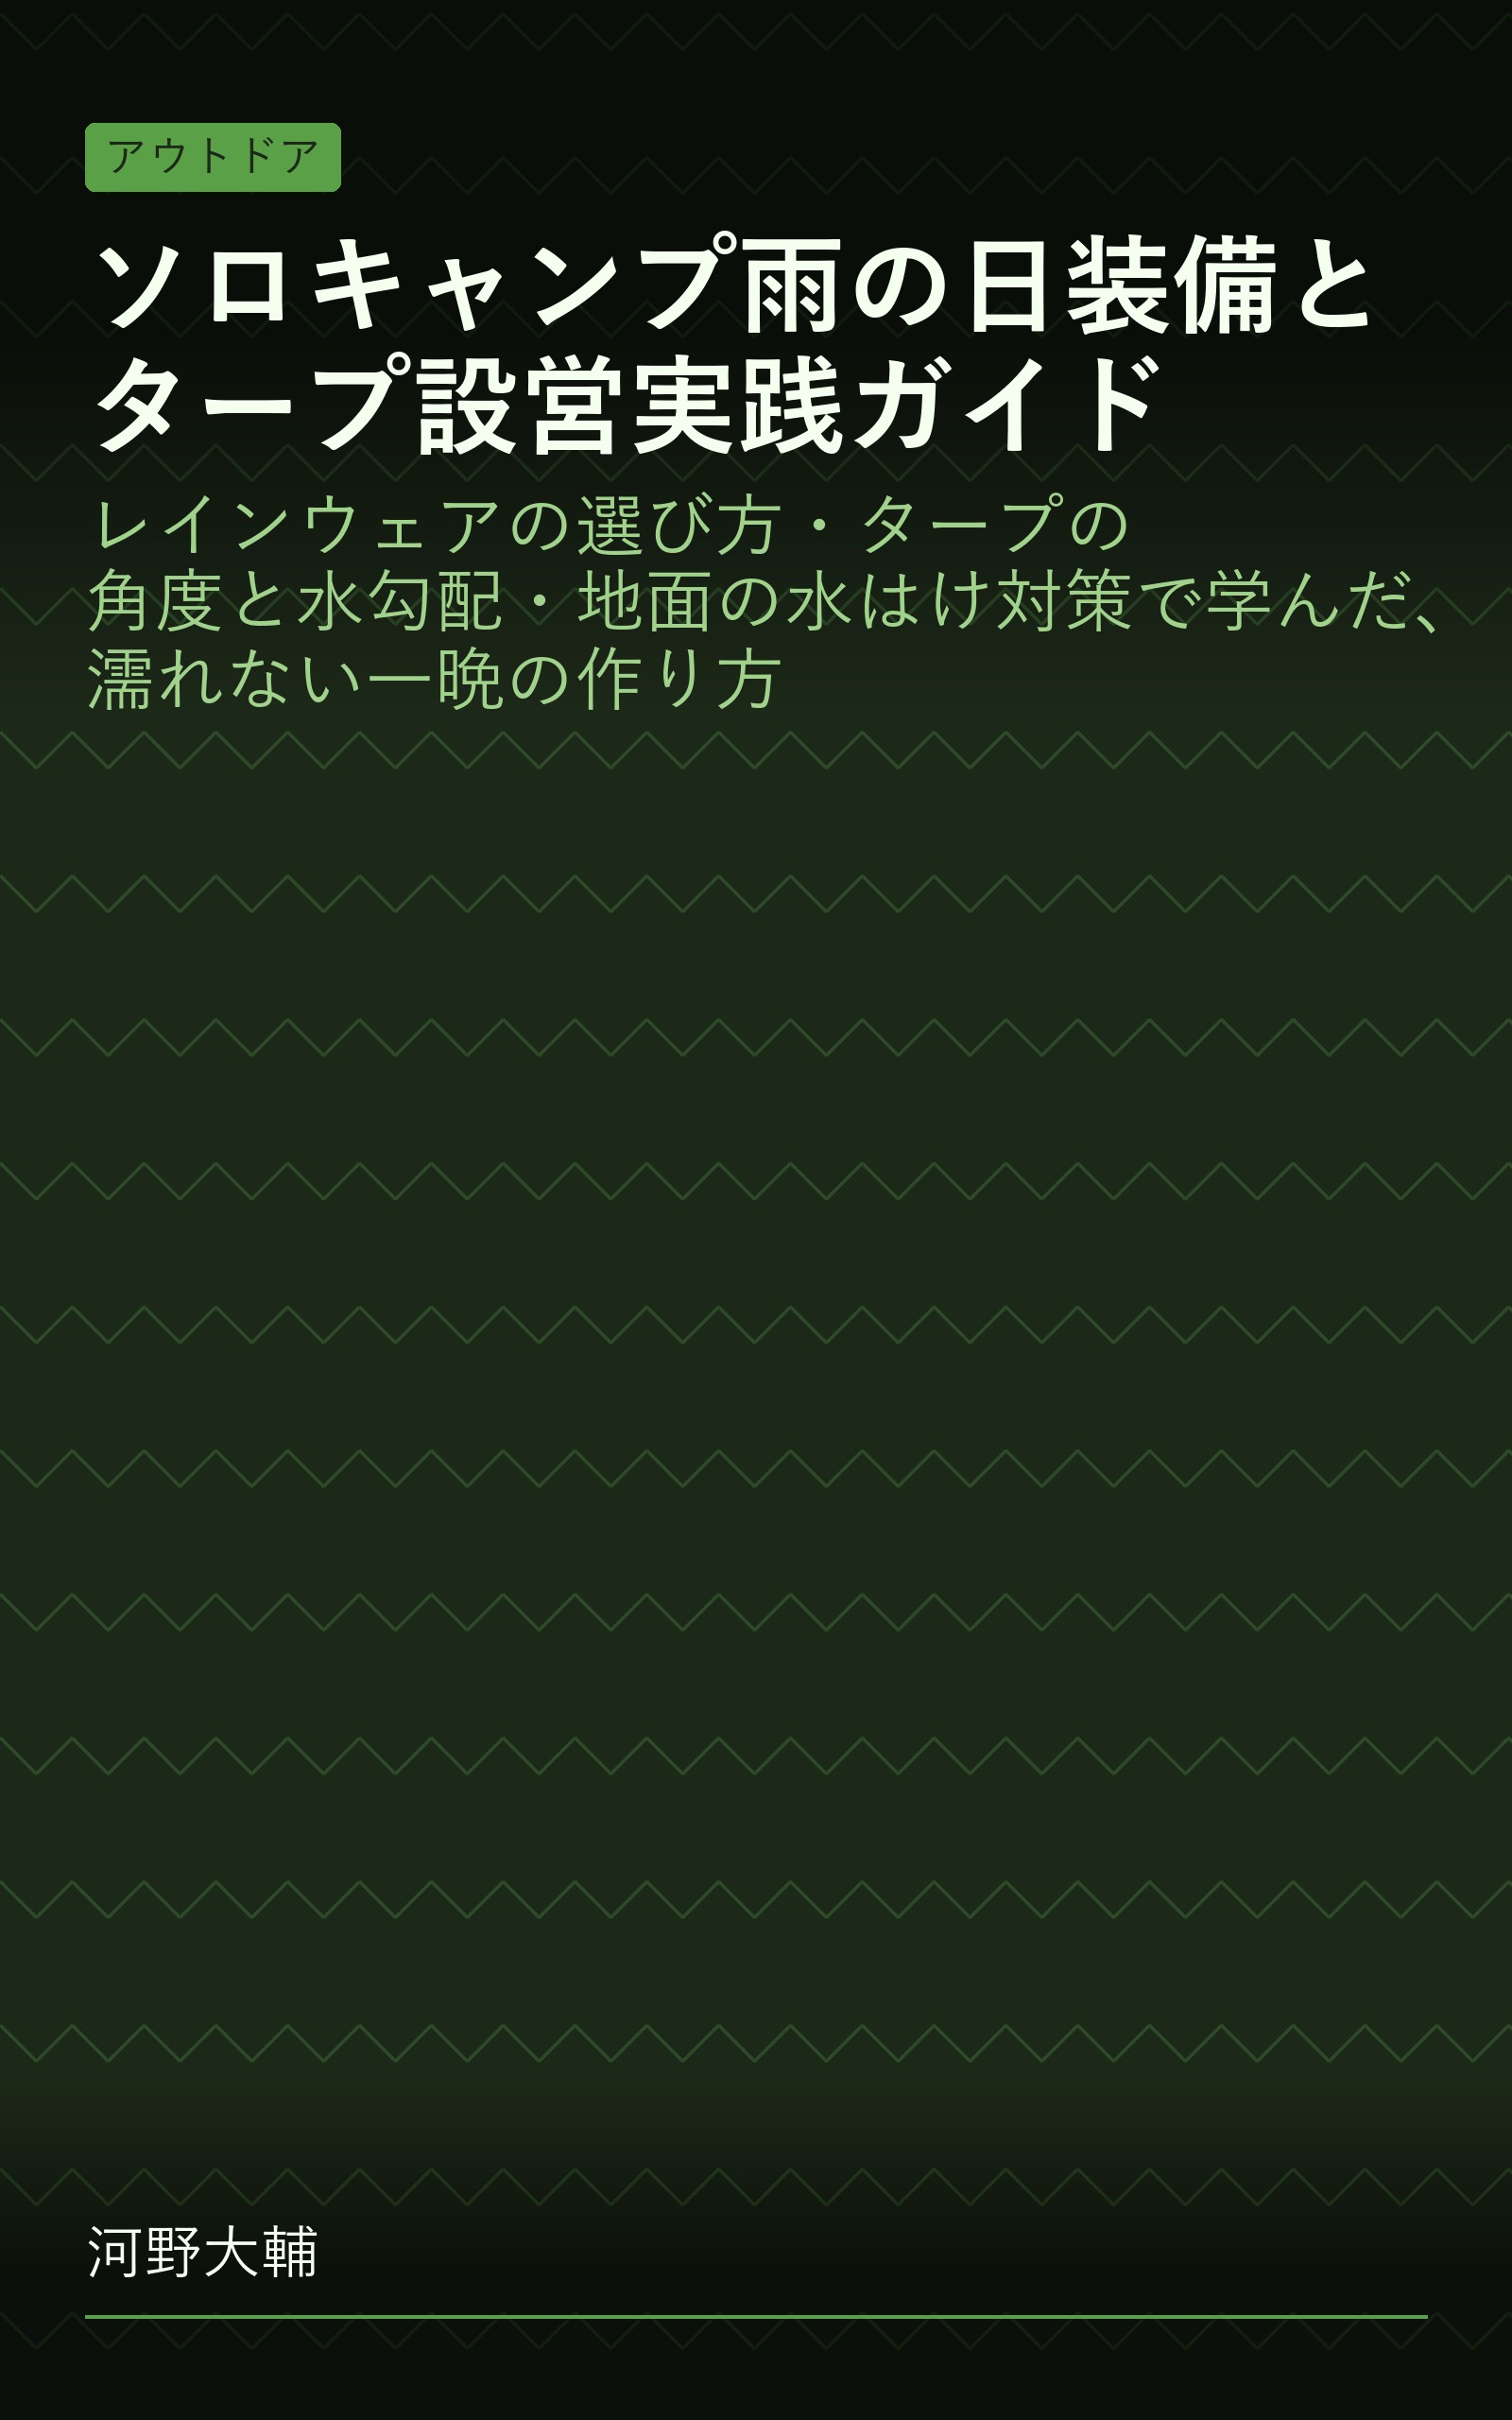 アウトドア
ソロキャンプ雨の日装備と
タープ設営実践ガイド
レインウェアの選び方・タープの
角度と水勾配・地面の水はけ対策で学んだ、
濡れない一晩の作り方
河野大輔